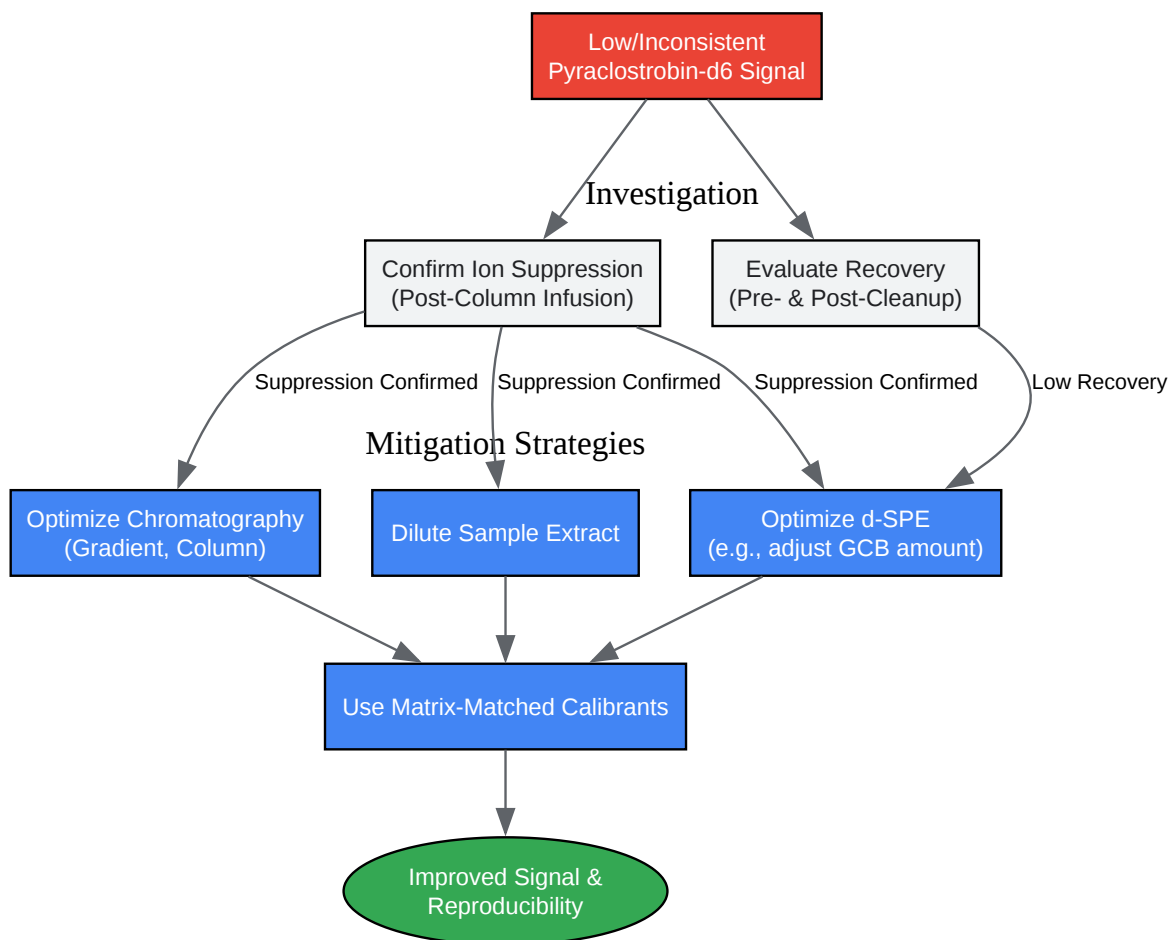 Low/Inconsistent
Pyraclostrobin-d6 Signal
Investigation
Confirm Ion Suppression
(Post-Column Infusion)
Evaluate Recovery
(Pre- & Post-Cleanup)
Suppression Confirmed
Suppression Confirmed
Suppression Confirmed
Low Recovery
Mitigation Strategies
Optimize Chromatography
(Gradient, Column)
Dilute Sample Extract
Optimize d-SPE
(e.g., adjust GCB amount)
Use Matrix-Matched Calibrants
Improved Signal &
Reproducibility